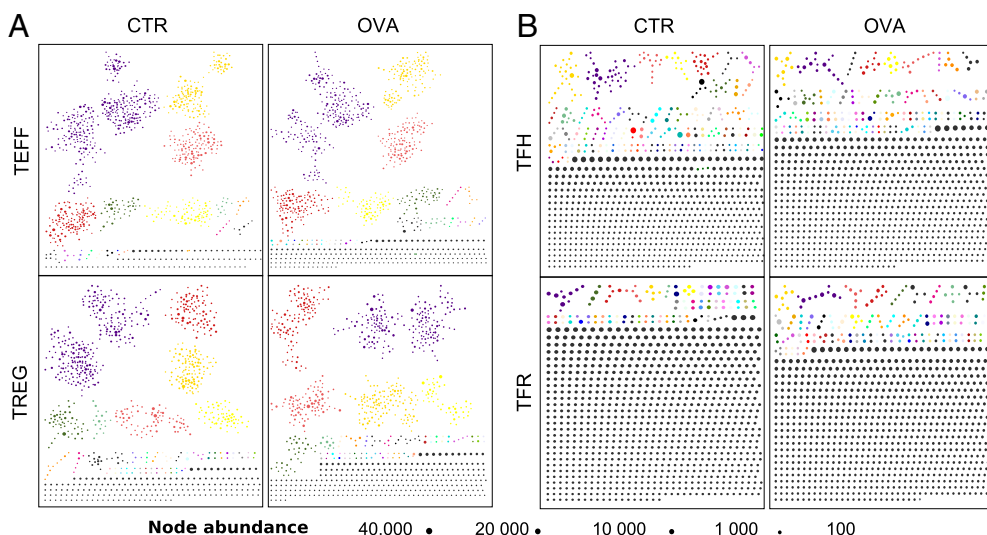 A CTR OVA B CTR OVA
TEFF
TFH
TREG
TFR
Node abundance 40.000 20 000 10 000 1 000 100